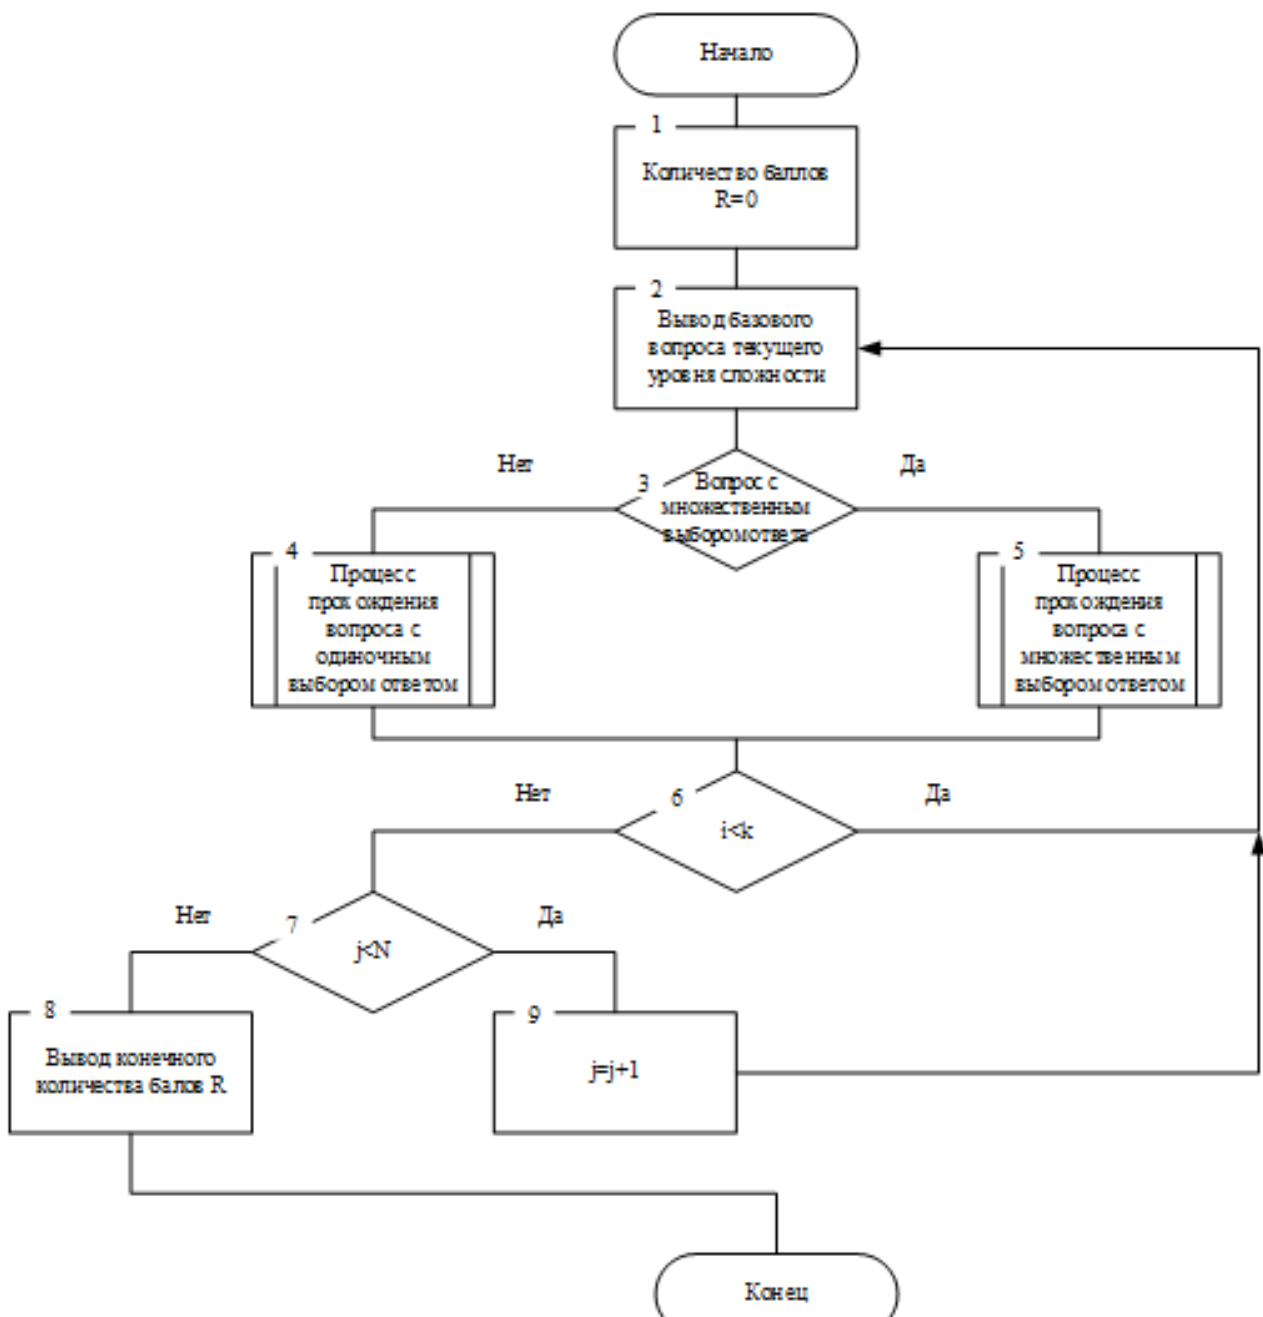 Начало
1
Количество баллов
R=0
2
Вывод базового
вопроса текущего
уровня сложности
Нет
Да
3
Вопрос с
множественным
выбором ответа
4
Процесс
прохождения
вопроса с
одиночным
выбором ответом
5
Процесс
прохождения
вопроса с
множественным
выбором ответом
Нет
6
Да
i<k
Нет
7
Да
j<N
8
Вывод конечного
количества балов R
9
j=j+1
Конец